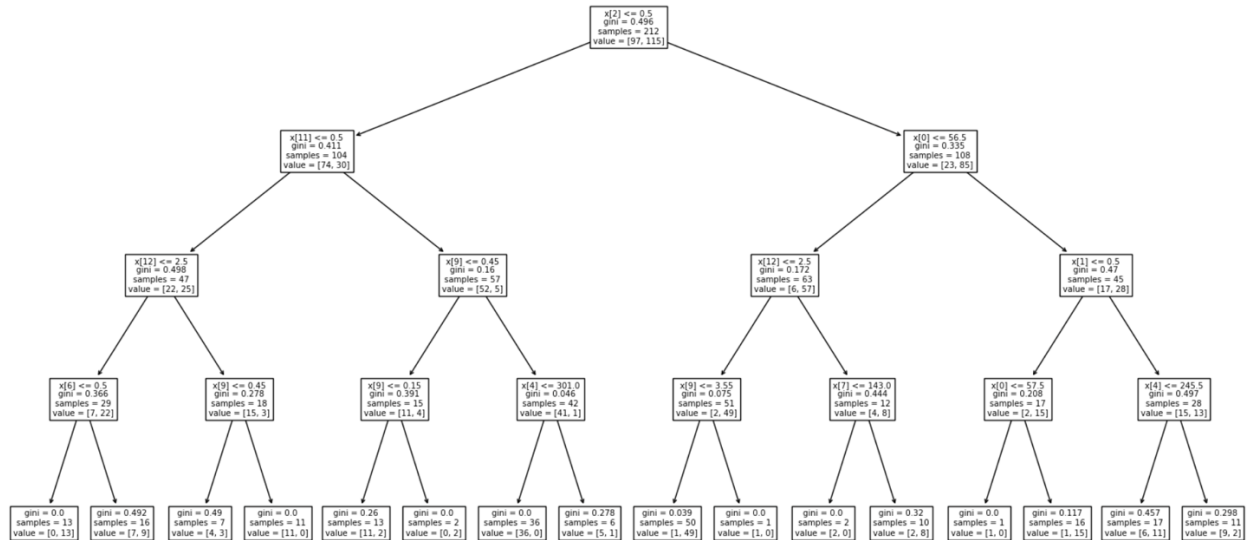 x[2] <= 0.5
gini = 0.496
samples = 212
value = [97, 115]
x[11] <= 0.5
gini = 0.411
samples = 104
value = [74, 30]
x[0] <= 56.5
gini = 0.335
samples = 108
value = [23, 85]
x[12] <= 2.5
gini = 0.498
samples = 47
value = [22, 25]
x[9] <= 0.45
gini = 0.16
samples = 57
value = [52, 5]
x[12] <= 2.5
gini = 0.172
samples = 63
value = [6, 57]
x[1] <= 0.5
gini = 0.47
samples = 45
value = [17, 28]
x[6] <= 0.5
gini = 0.366
samples = 29
value = [7, 22]
x[9] <= 0.45
gini = 0.278
samples = 18
value = [15, 3]
x[9] <= 0.15
gini = 0.391
samples = 15
value = [11, 4]
x[4] <= 301.0
gini = 0.046
samples = 42
value = [41, 1]
x[9] <= 3.55
gini = 0.075
samples = 51
value = [2, 49]
x[7] <= 143.0
gini = 0.444
samples = 12
value = [4, 8]
x[0] <= 57.5
gini = 0.208
samples = 17
value = [2, 15]
x[4] <= 245.5
gini = 0.497
samples = 28
value = [15, 13]
gini = 0.0
samples = 13
value = [0, 13]
gini = 0.492
samples = 16
value = [7, 9]
gini = 0.49
samples = 7
value = [4, 3]
gini = 0.0
samples = 11
value = [11, 0]
gini = 0.26
samples = 13
value = [11, 2]
gini = 0.0
samples = 2
value = [0, 2]
gini = 0.0
samples = 36
value = [36, 0]
gini = 0.278
samples = 6
value = [5, 1]
gini = 0.039
samples = 50
value = [1, 49]
gini = 0.0
samples = 1
value = [1, 0]
gini = 0.0
samples = 2
value = [2, 0]
gini = 0.32
samples = 10
value = [2, 8]
gini = 0.0
samples = 1
value = [1, 0]
gini = 0.117
samples = 16
value = [1, 15]
gini = 0.457
samples = 17
value = [6, 11]
gini = 0.298
samples = 11
value = [9, 2]